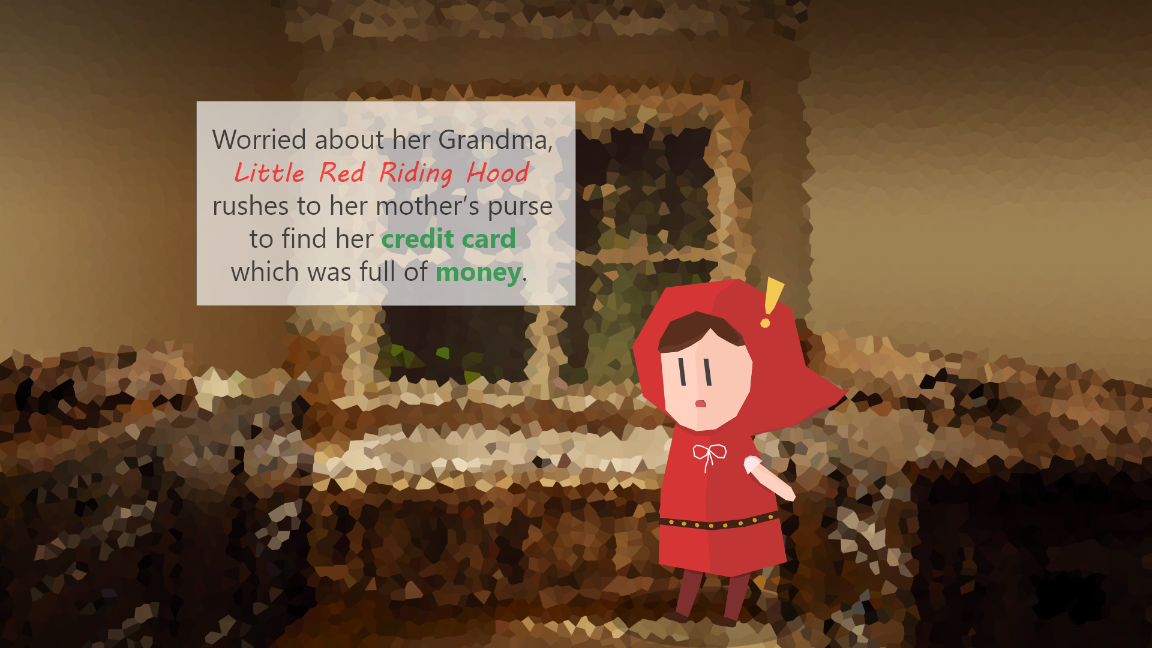 Worried about her Grandma,
Little Red Riding Hood
rushes to her mother’s purse
to find her credit card
which was full of money.